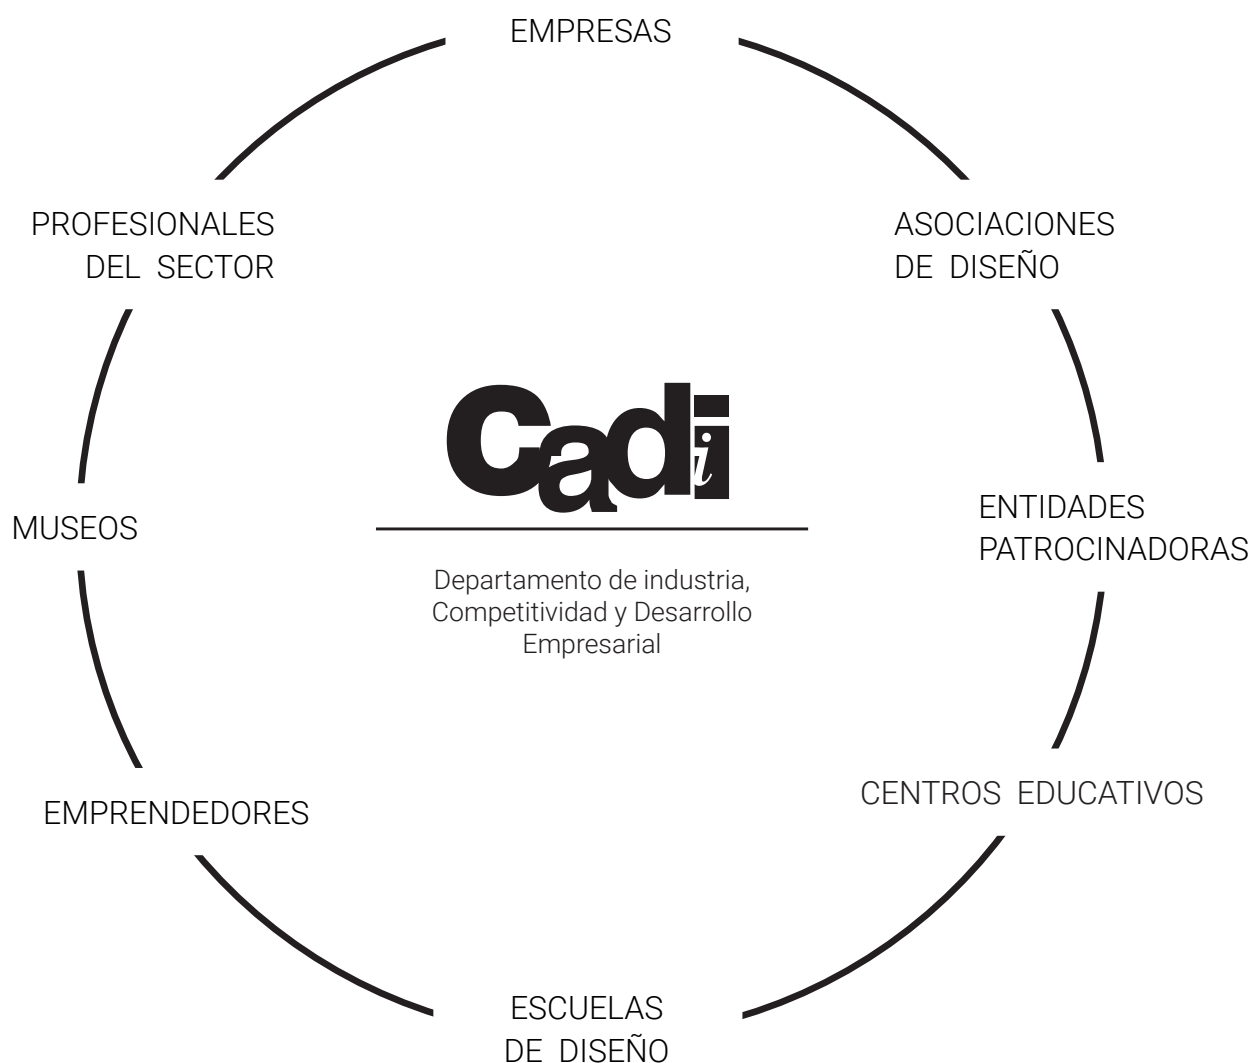 EMPRESAS
PROFESIONALES
DEL SECTOR
ASOCIACIONES
DE DISEÑO
Cadi
i
MUSEOS
ENTIDADES
PATROCINADORAS
Departamento de industria,
Competitividad y Desarrollo
Empresarial
EMPRENDEDORES
CENTROS EDUCATIVOS
ESCUELAS
DE DISEÑO